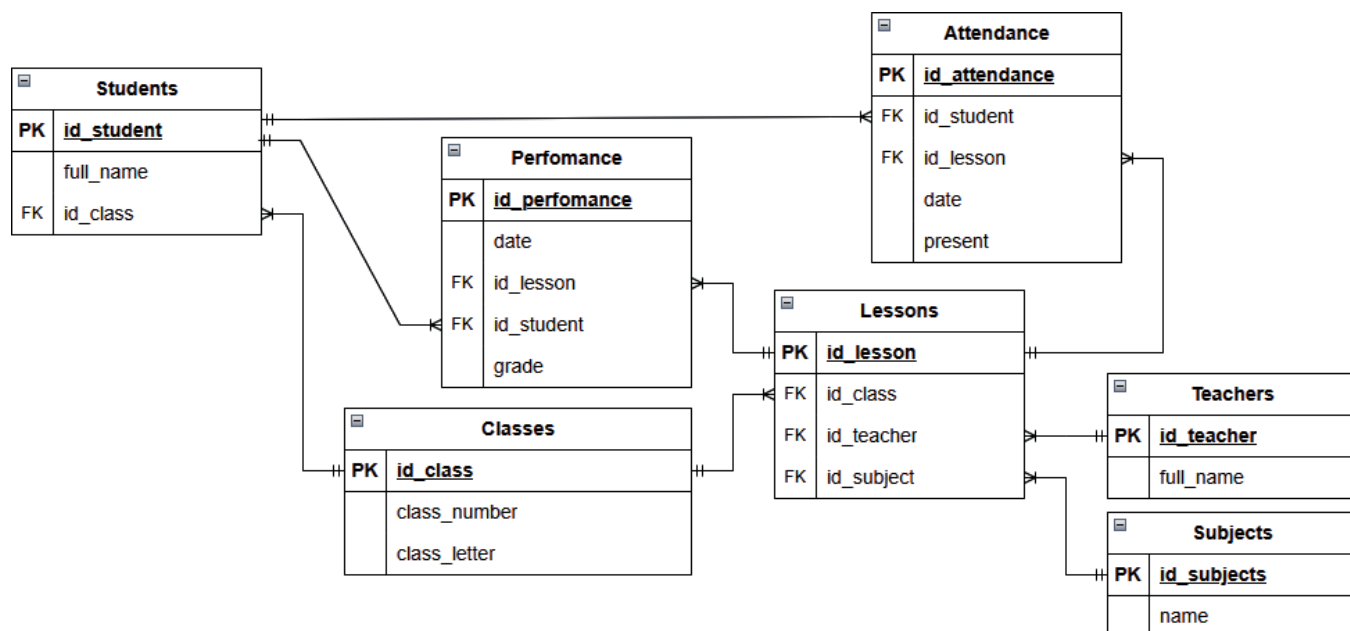 Students
PK id_student
full_name
FK id_class
Perfomance
PK id_perfomance
date
FK id_lesson
FK id_student
grade
Attendance
PK id_attendance
FK id_student
FK id_lesson
date
present
Classes
PK id_class
class_number
class_letter
Lessons
PK id_lesson
FK id_class
FK id_teacher
FK id_subject
Teachers
PK id_teacher
full_name
Subjects
PK id_subjects
name